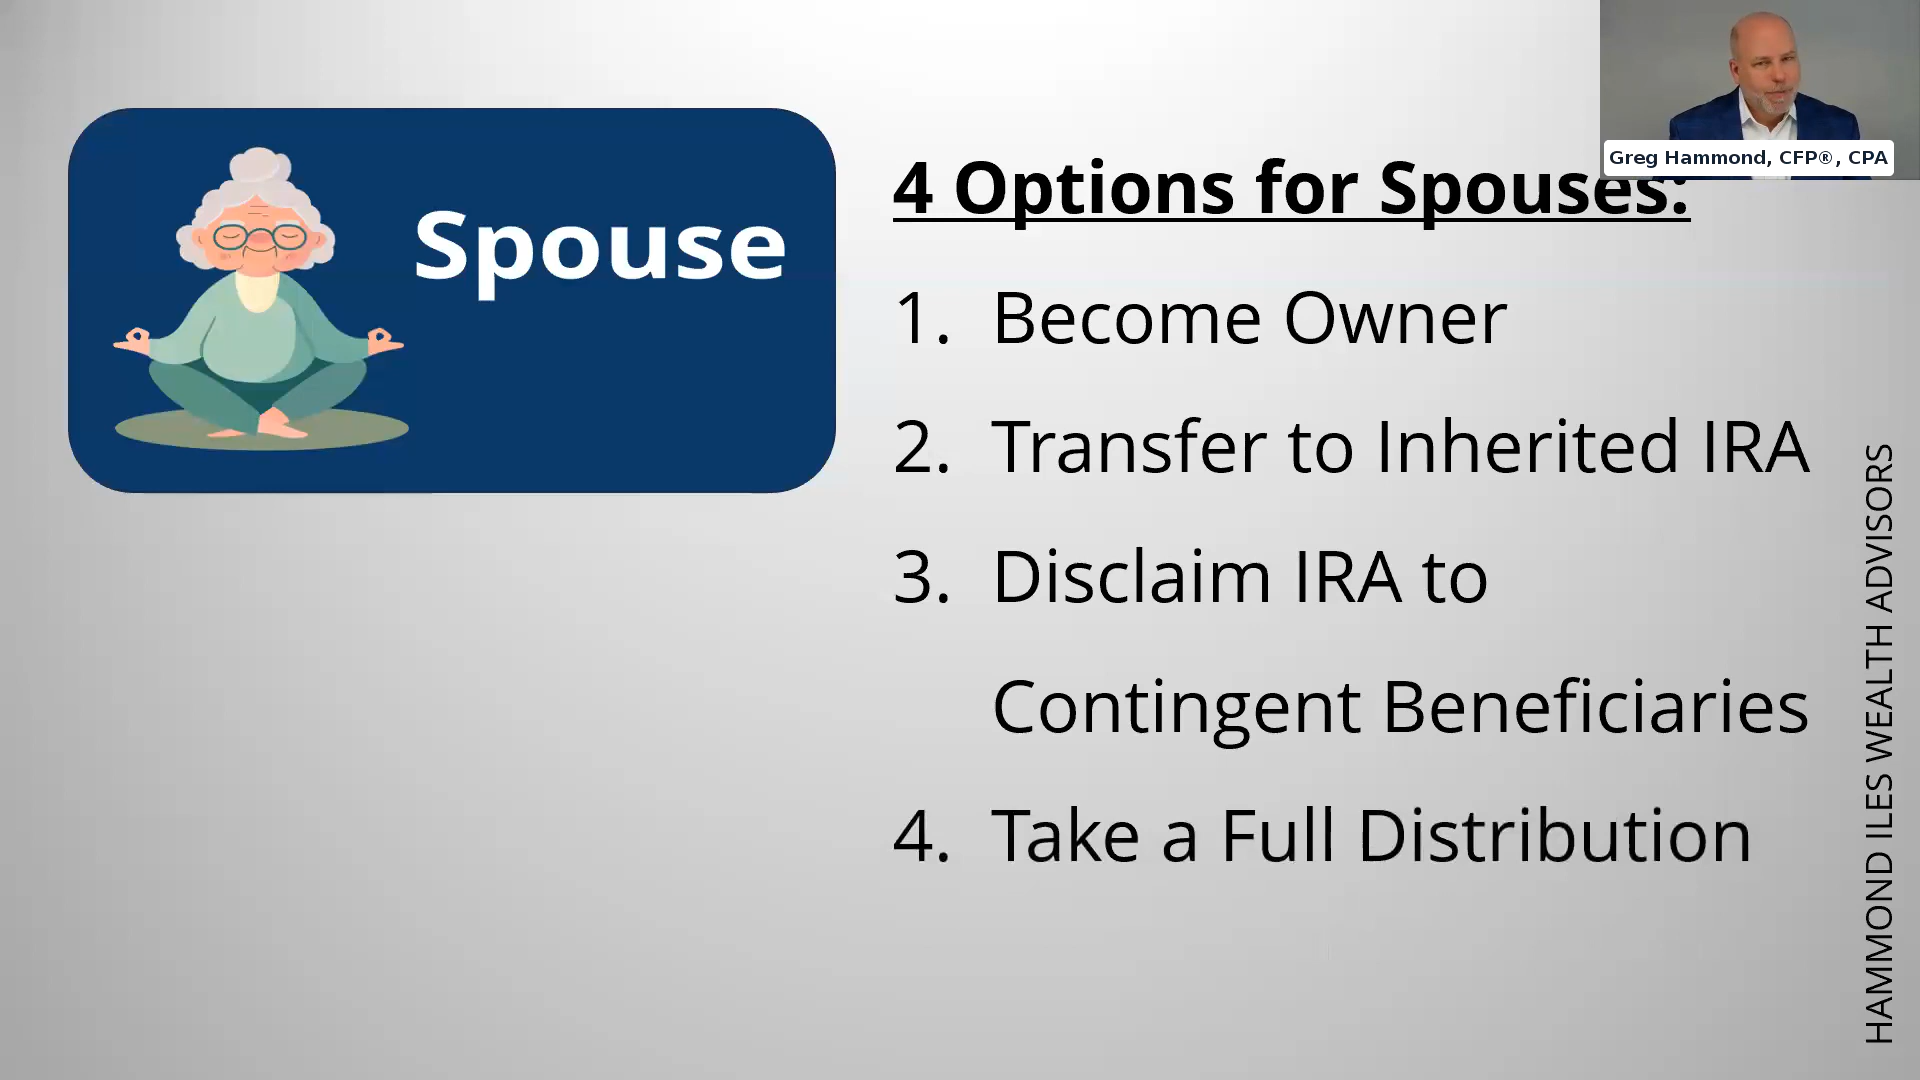 Greg Hammond, CFP®, CPA
Spouse
4 Options for Spouses:
1. Become Owner
2. Transfer to Inherited IRA
3. Disclaim IRA to
Contingent Beneficiaries
4. Take a Full Distribution
HAMMOND ILES WEALTH ADVISORS